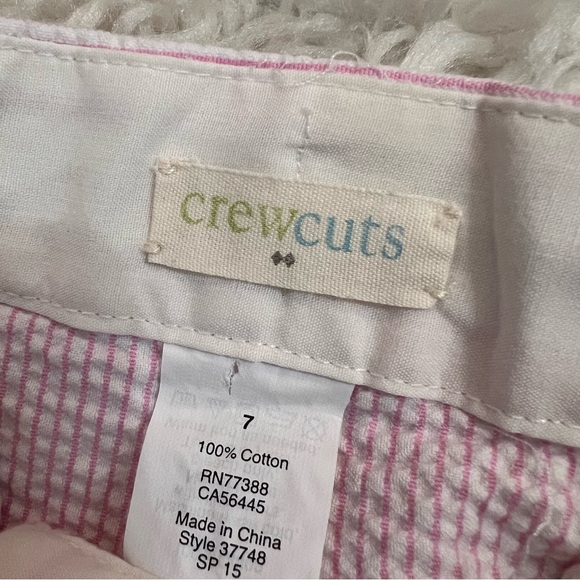 crewcuts
7
100% Cotton
RN77388
CA56445
Made in China
Style 37748
SP 15